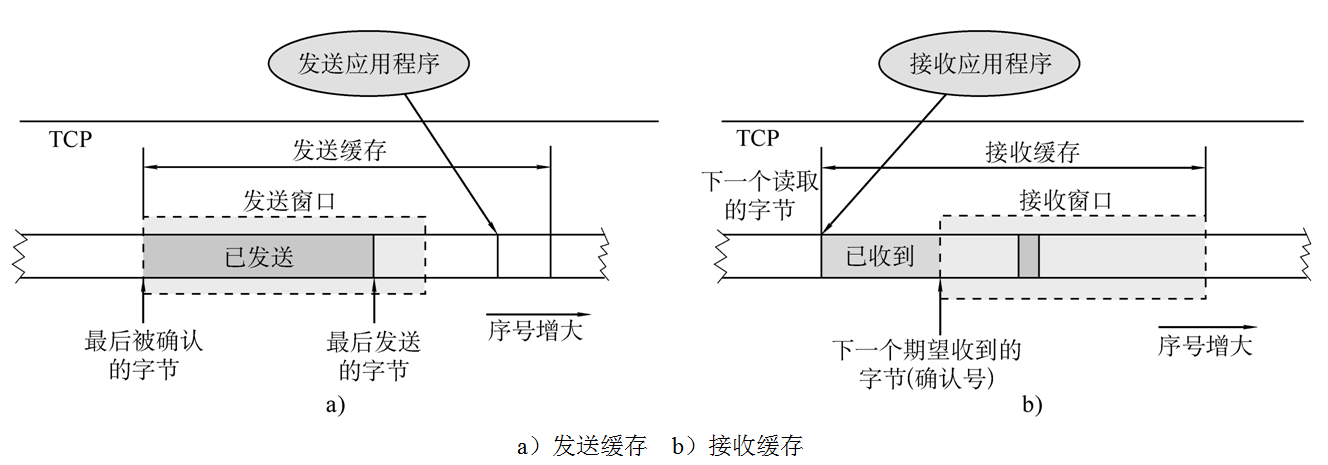 发送应用程序
TCP
发送缓存
发送窗口
已发送
最后被确认
的字节
最后发送
的字节
序号增大
a)
接收应用程序
TCP
接收缓存
下一个读取
的字节
接收窗口
已收到
下一个期望收到的
字节(确认号)
序号增大
b)
a）发送缓存 b）接收缓存